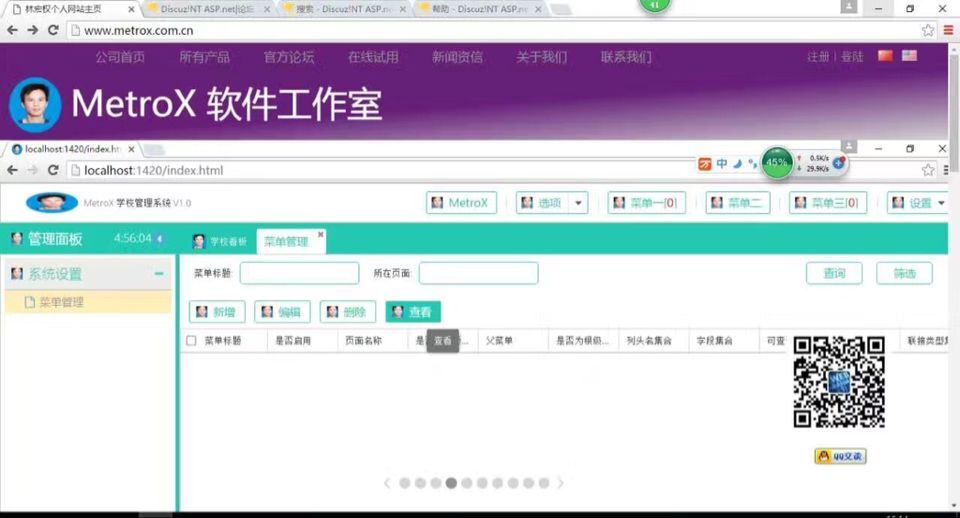 林宏权个人网站主页
Discuz!NT ASP.net|论坛
搜索 - Discuz!NT ASP.net
帮助 - Discuz!NT ASP.net
41
www.metrox.com.cn
公司首页 所有产品 官方论坛 在线试用 新闻资信 关于我们 联系我们 注册 | 登陆
MetroX 软件工作室
localhost:1420/index.ht
localhost:1420/index.html
中 45% 0.5K/s
29.9K/s
MetroX 学校管理系统 V1.0 MetroX 选项 菜单一(0) 菜单二 菜单三(0) 设置
管理面板 4:56:04 学校看板 菜单管理
系统设置
菜单标题: 所在页面: 查询 筛选
菜单管理
新增 编辑 删除 查看
菜单标题 是否启用 页面名称 是 查看 ... 父菜单 是否为根级... 列头名集合 字段集合 可查 联接类型集
QQ交谈